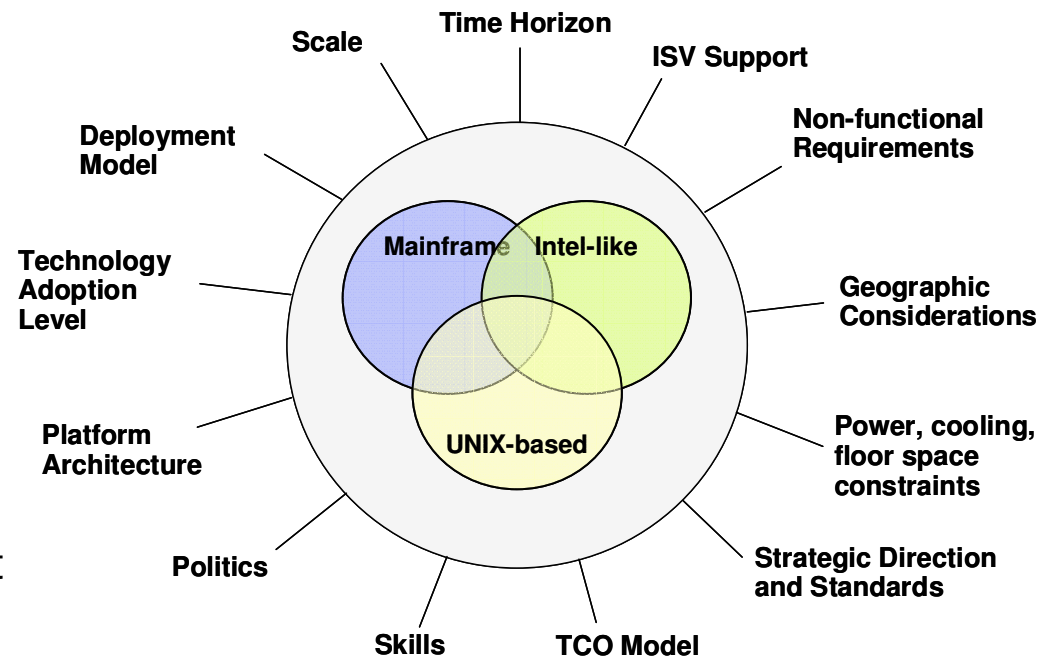 Time Horizon
Scale
ISV Support
Non-functional
Requirements
Deployment
Model
Mainframe
Intel-like
Technology
Adoption
Level
Geographic
Considerations
Platform
Architecture
UNIX-based
Power, cooling,
floor space
constraints
Politics
Strategic Direction
and Standards
Skills
TCO Model